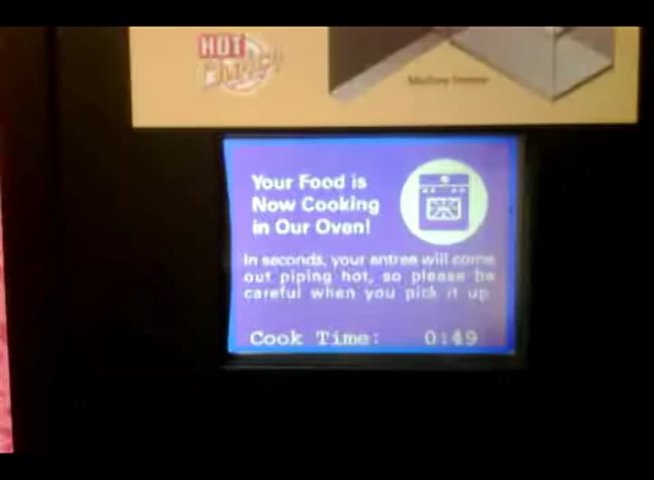 HOT
Choice
Your Food is
Now Cooking
in Our Oven!
In seconds, your entree will come
out piping hot, so please be
careful when you pick it up
Cook Time: 0:49